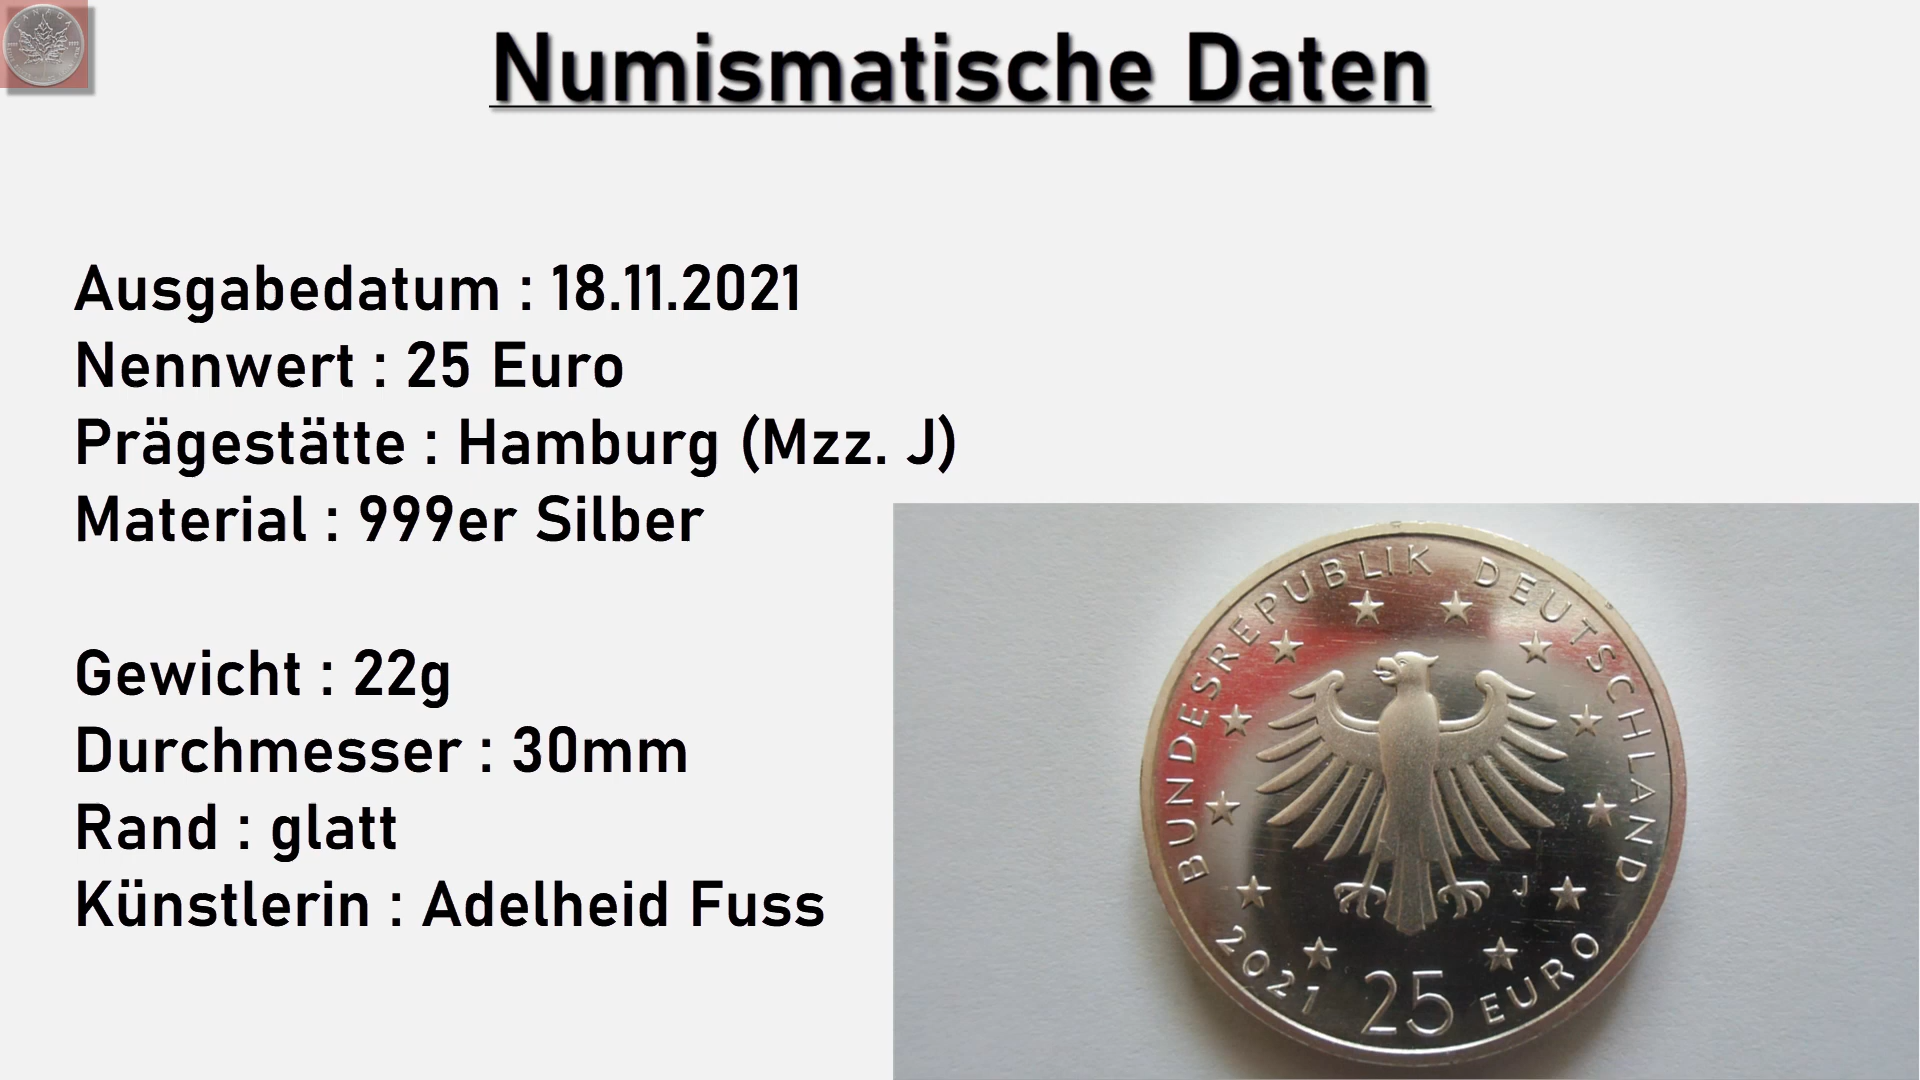 CANADA
Numismatische Daten
Ausgabedatum : 18.11.2021
Nennwert : 25 Euro
Prägestätte : Hamburg (Mzz. J)
Material : 999er Silber
Gewicht : 22g
Durchmesser : 30mm
Rand : glatt
Künstlerin : Adelheid Fuss
BUNDESREPUBLIK DEUTSCHLAND
J
2021 25 EURO